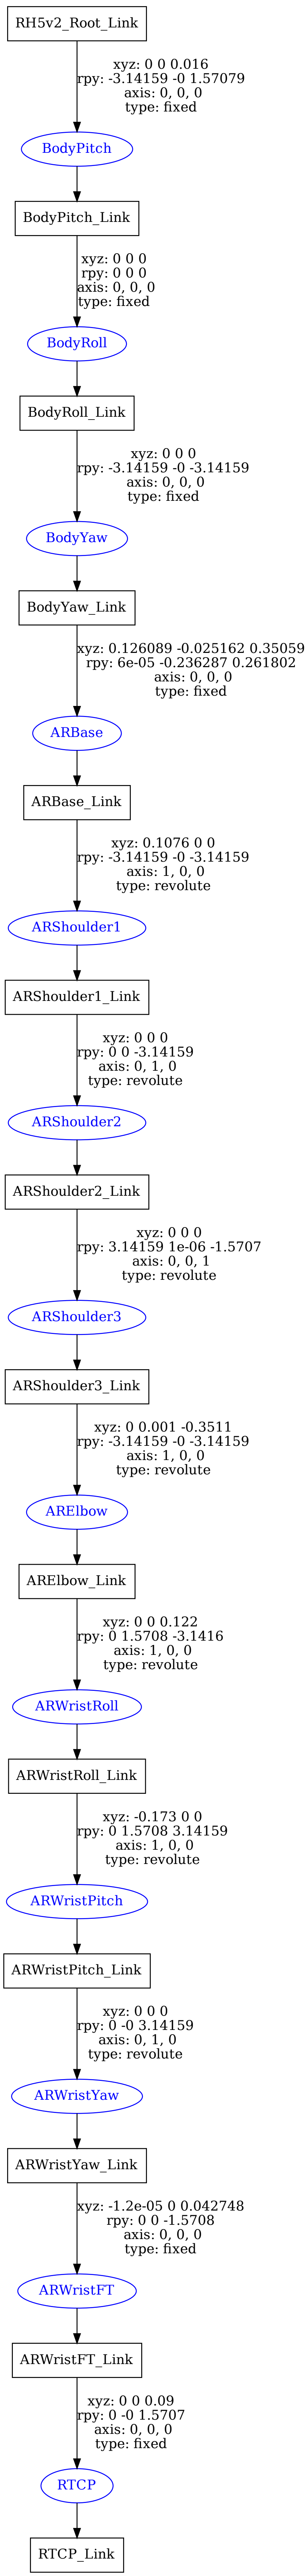 RH5v2_Root_Link
xyz: 0 0 0.016
rpy: -3.14159 -0 1.57079
axis: 0, 0, 0
type: fixed
BodyPitch
BodyPitch_Link
xyz: 0 0 0
rpy: 0 0 0
axis: 0, 0, 0
type: fixed
BodyRoll
BodyRoll_Link
xyz: 0 0 0
rpy: -3.14159 -0 -3.14159
axis: 0, 0, 0
type: fixed
BodyYaw
BodyYaw_Link
xyz: 0.126089 -0.025162 0.35059
rpy: 6e-05 -0.236287 0.261802
axis: 0, 0, 0
type: fixed
ARBase
ARBase_Link
xyz: 0.1076 0 0
rpy: -3.14159 -0 -3.14159
axis: 1, 0, 0
type: revolute
ARShoulder1
ARShoulder1_Link
xyz: 0 0 0
rpy: 0 0 -3.14159
axis: 0, 1, 0
type: revolute
ARShoulder2
ARShoulder2_Link
xyz: 0 0 0
rpy: 3.14159 1e-06 -1.5707
axis: 0, 0, 1
type: revolute
ARShoulder3
ARShoulder3_Link
xyz: 0 0.001 -0.3511
rpy: -3.14159 -0 -3.14159
axis: 1, 0, 0
type: revolute
ARElbow
ARElbow_Link
xyz: 0 0 0.122
rpy: 0 1.5708 -3.1416
axis: 1, 0, 0
type: revolute
ARWristRoll
ARWristRoll_Link
xyz: -0.173 0 0
rpy: 0 1.5708 3.14159
axis: 1, 0, 0
type: revolute
ARWristPitch
ARWristPitch_Link
xyz: 0 0 0
rpy: 0 -0 3.14159
axis: 0, 1, 0
type: revolute
ARWristYaw
ARWristYaw_Link
xyz: -1.2e-05 0 0.042748
rpy: 0 0 -1.5708
axis: 0, 0, 0
type: fixed
ARWristFT
ARWristFT_Link
xyz: 0 0 0.09
rpy: 0 -0 1.5707
axis: 0, 0, 0
type: fixed
RTCP
RTCP_Link